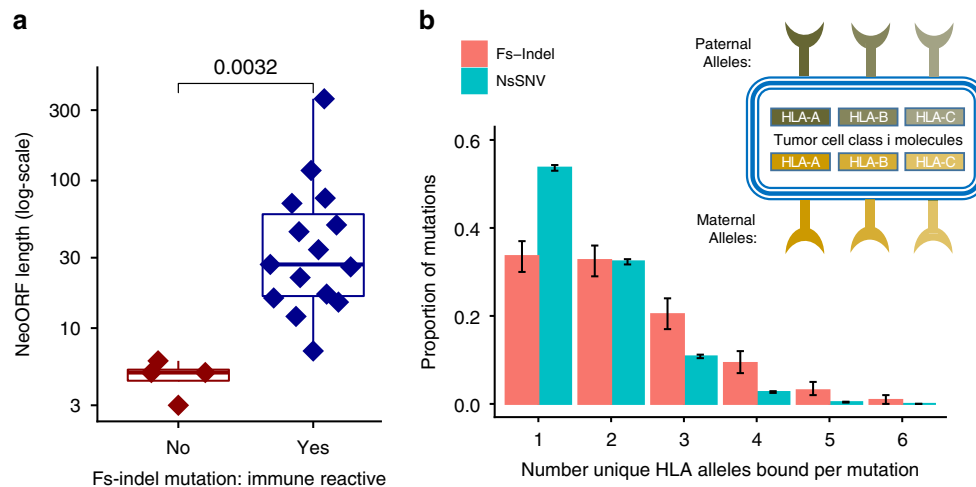 a
0.0032
NeoORF length (log-scale)
300
100
30
10
3
No
Yes
Fs-indel mutation: immune reactive
b
Fs-Indel
NsSNV
Proportion of mutations
0.6
0.4
0.2
0.0
1
2
3
4
5
6
Number unique HLA alleles bound per mutation
Paternal
Alleles:
HLA-A
HLA-B
HLA-C
Tumor cell class i molecules
HLA-A
HLA-B
HLA-C
Maternal
Alleles: